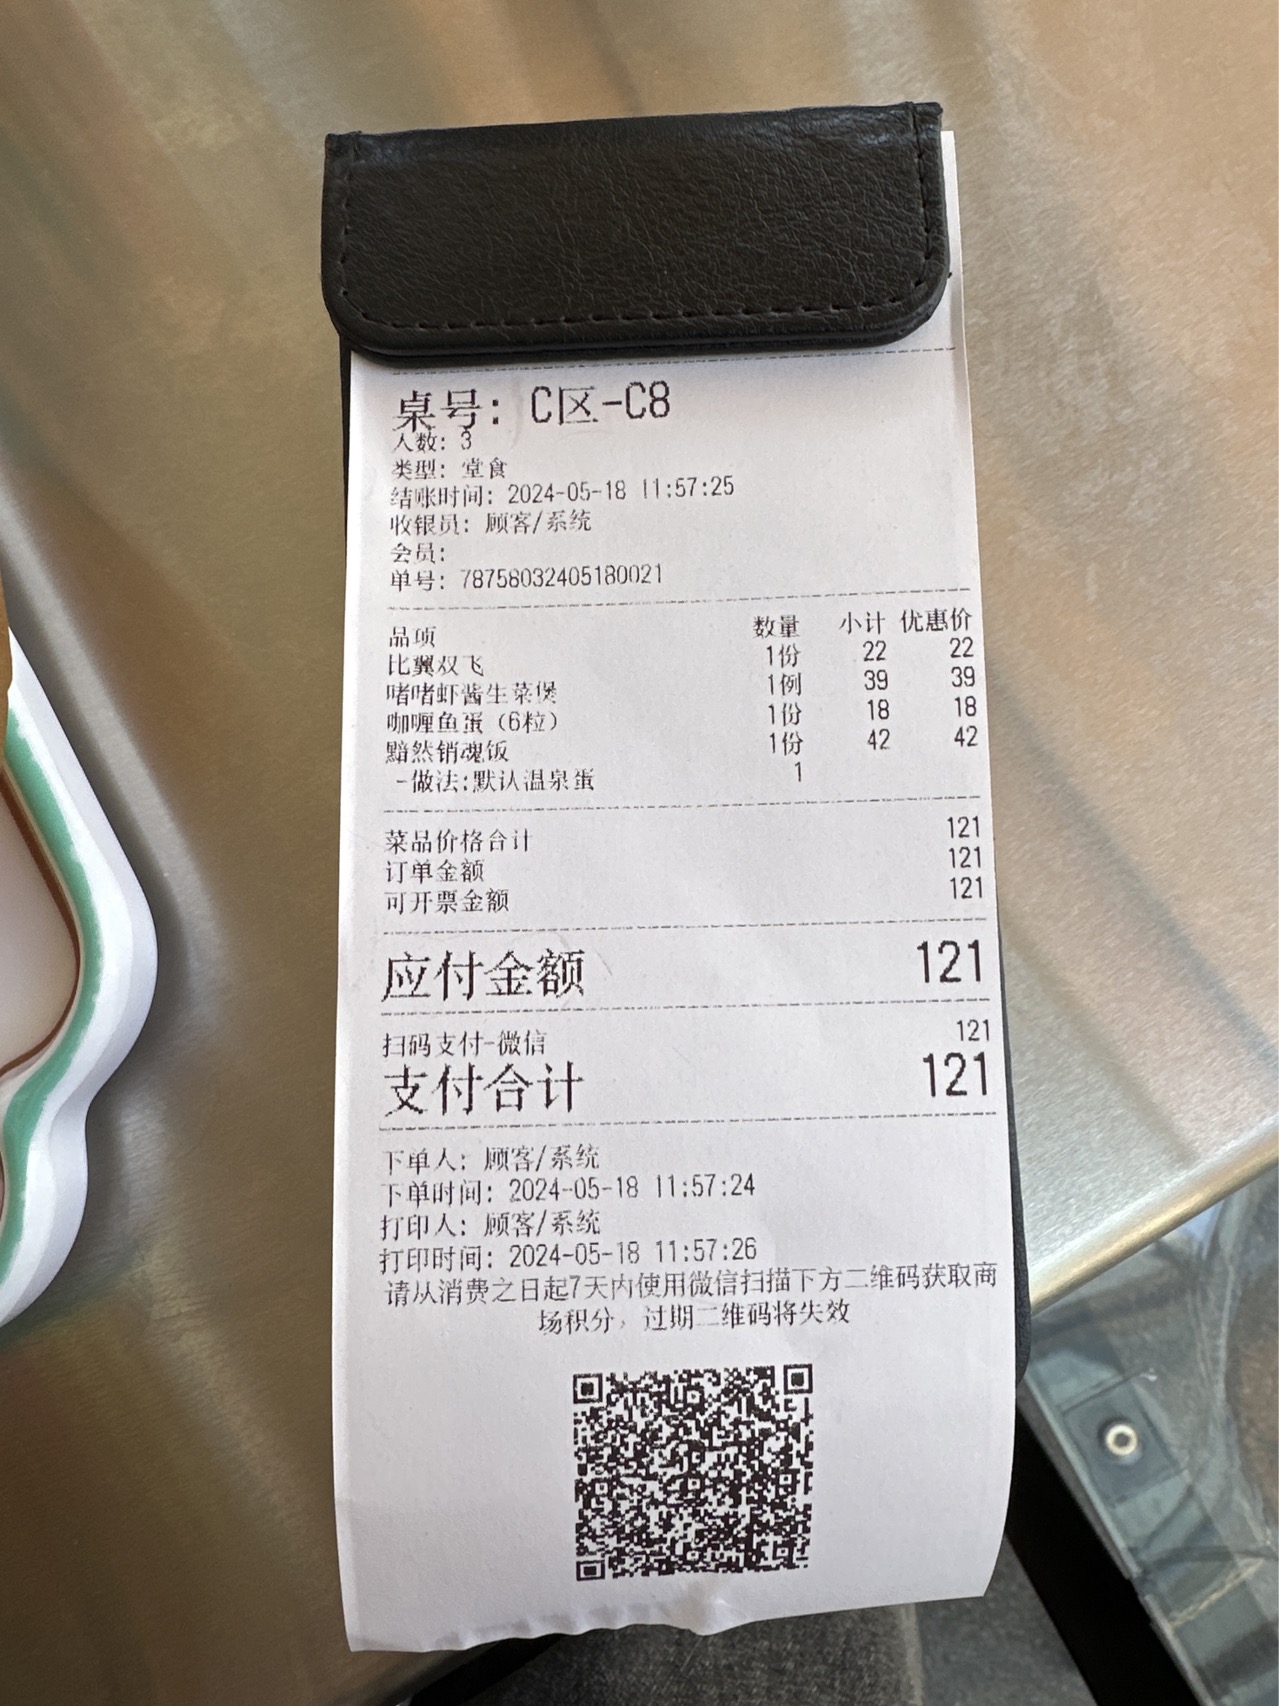 桌号: C区-C8
人数: 3
类型: 堂食
结账时间: 2024-05-18 11:57:25
收银员: 顾客/系统
会员:
单号: 78758032405180021
品项 数量 小计 优惠价
比翼双飞 1份 22 22
啫啫虾酱生菜煲 1例 39 39
咖喱鱼蛋（6粒） 1份 18 18
黯然销魂饭 1份 42 42
-做法:默认温泉蛋 1
菜品价格合计 121
订单金额 121
可开票金额 121
应付金额 121
扫码支付-微信 121
支付合计 121
下单人: 顾客/系统
下单时间: 2024-05-18 11:57:24
打印人: 顾客/系统
打印时间: 2024-05-18 11:57:26
请从消费之日起7天内使用微信扫描下方二维码获取商
场积分，过期二维码将失效